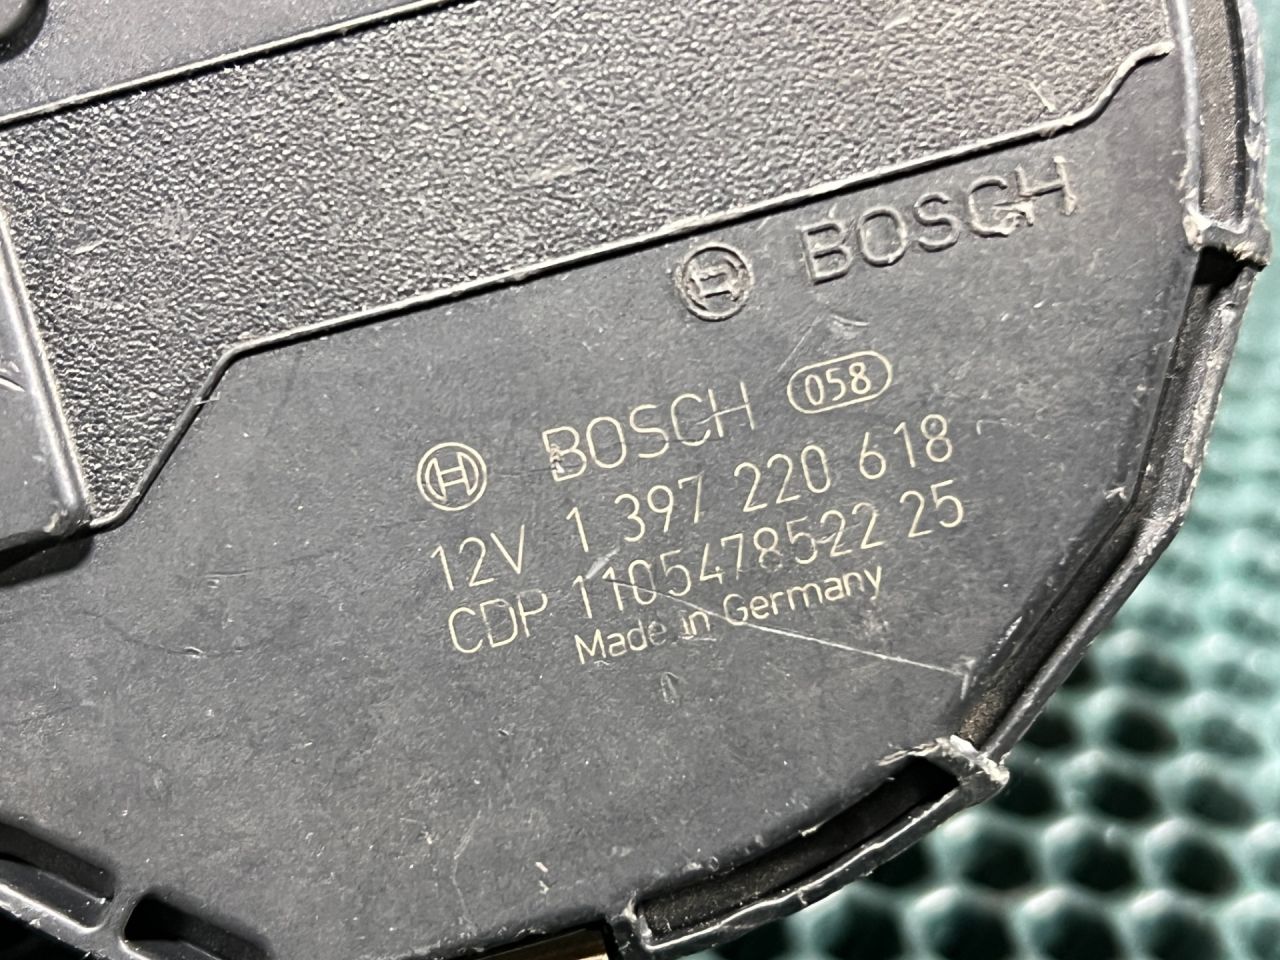 BOSCH
BOSCH 058
12V 1 397 220 618
CDP 1105478522 25
Made in Germany